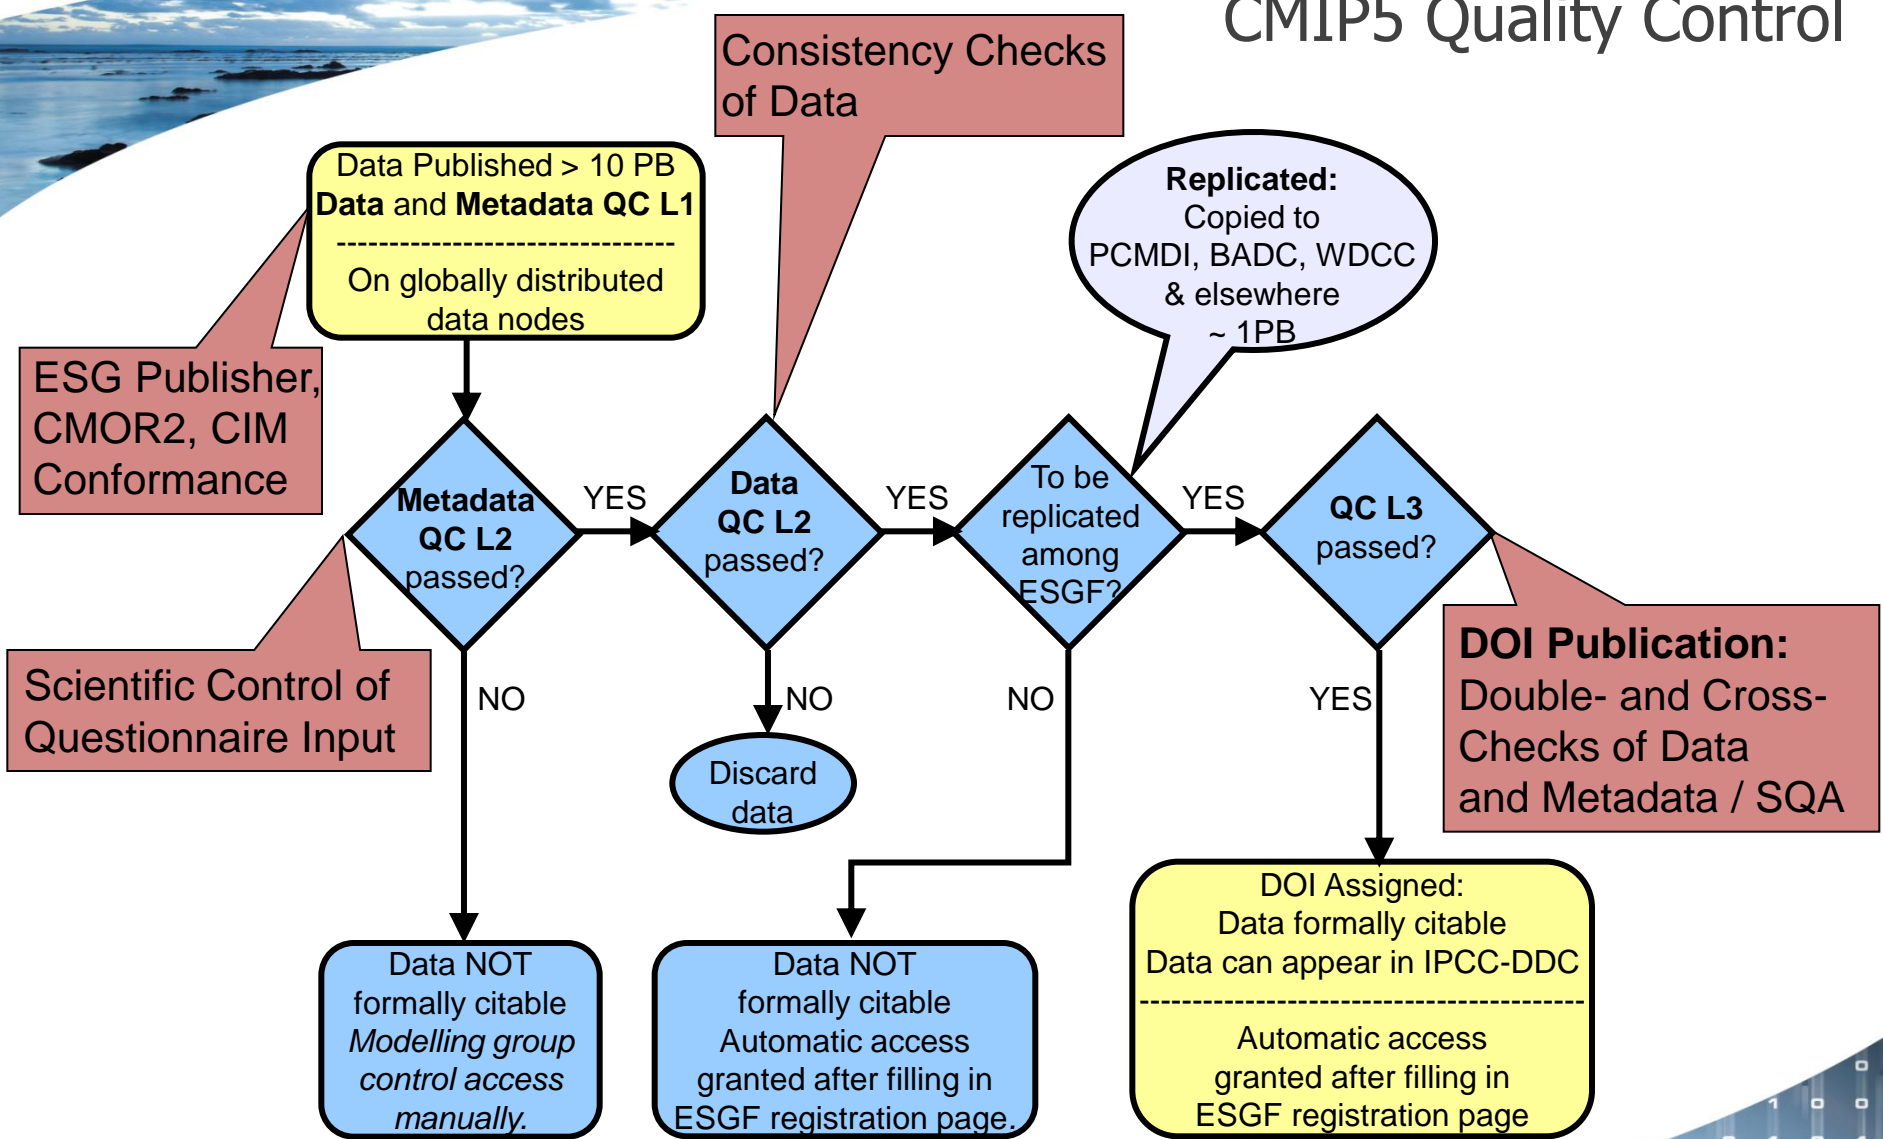 CMIP5 Quality Control
Consistency Checks
of Data
Data Published > 10 PB
Data and Metadata QC L1
--------------------------------
On globally distributed
data nodes
Replicated:
Copied to
PCMDI, BADC, WDCC
& elsewhere
~ 1PB
ESG Publisher,
CMOR2, CIM
Conformance
Metadata
QC L2
passed?
YES
Data
QC L2
passed?
YES
To be
replicated
among
ESGF?
YES
QC L3
passed?
Scientific Control of
Questionnaire Input
NO
NO
NO
YES
DOI Publication:
Double- and Cross-
Checks of Data
and Metadata / SQA
Discard
data
Data NOT
formally citable
Modelling group
control access
manually.
Data NOT
formally citable
Automatic access
granted after filling in
ESGF registration page.
DOI Assigned:
Data formally citable
Data can appear in IPCC-DDC
------------------------------------------
Automatic access
granted after filling in
ESGF registration page